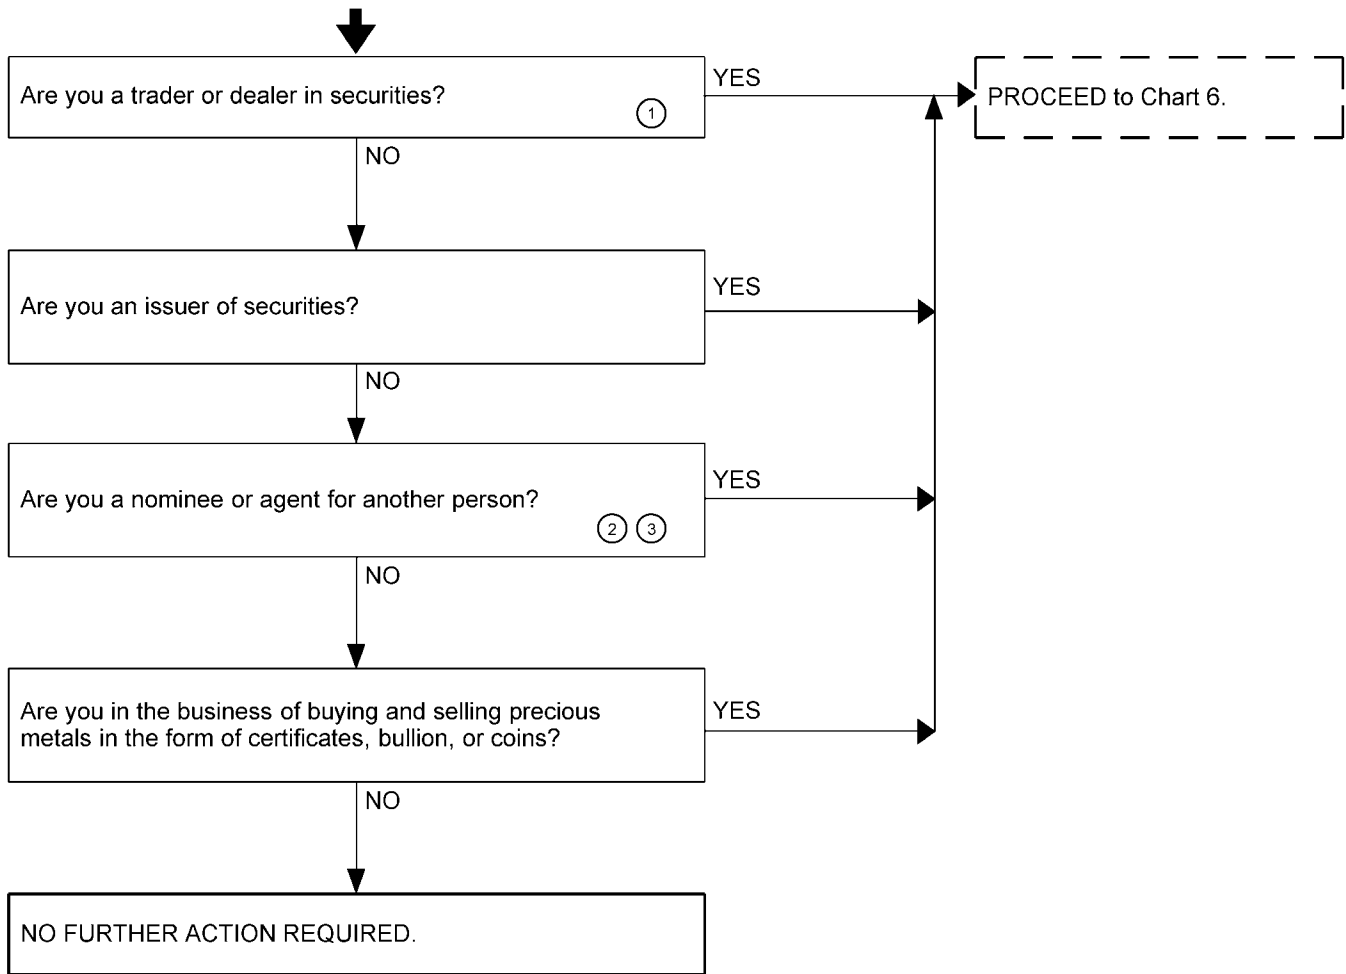 Are you a trader or dealer in securities?
1
YES
PROCEED to Chart 6.
NO
Are you an issuer of securities?
YES
NO
Are you a nominee or agent for another person?
2 3
YES
NO
Are you in the business of buying and selling precious
metals in the form of certificates, bullion, or coins?
YES
NO
NO FURTHER ACTION REQUIRED.